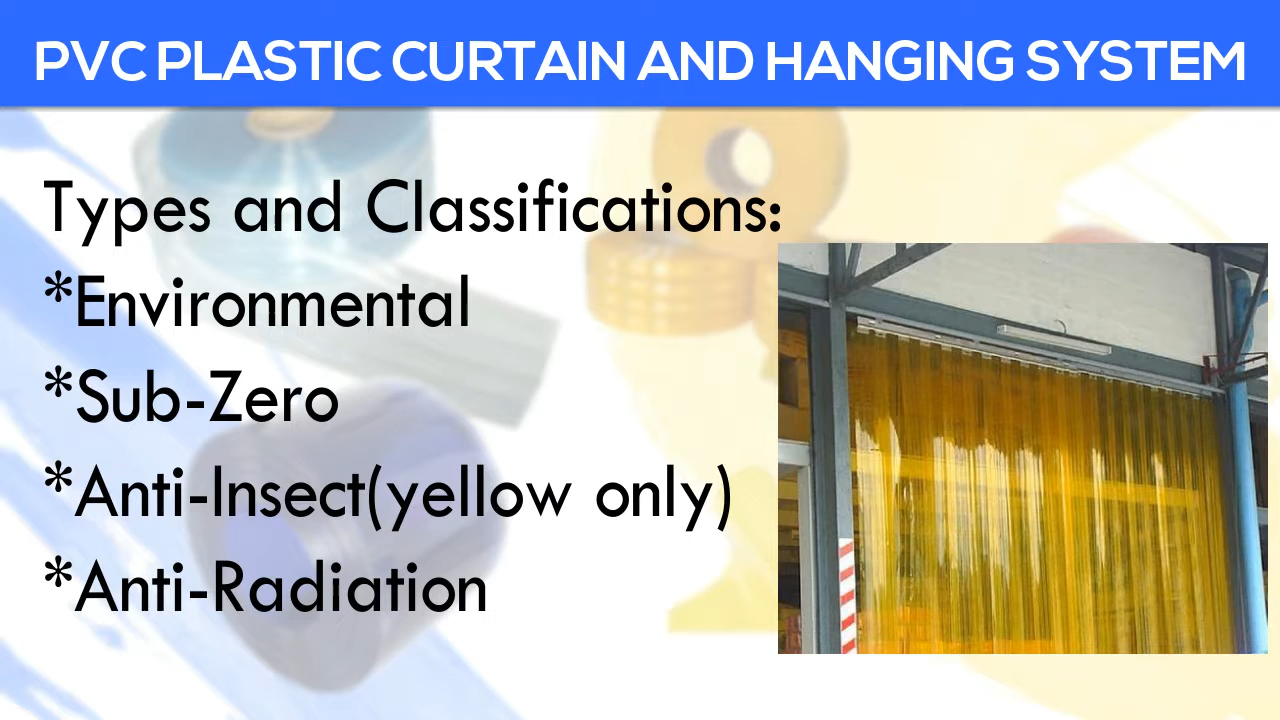 PVC PLASTIC CURTAIN AND HANGING SYSTEM
Types and Classifications:
*Environmental
*Sub-Zero
*Anti-Insect(yellow only)
*Anti-Radiation